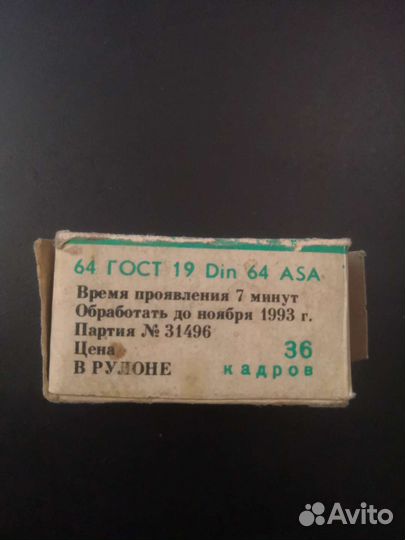 64 ГОСТ 19 Din 64 ASA
Время проявления 7 минут
Обработать до ноября 1993 г.
Партия № 31496
Цена
36
В РУЛОНЕ
кадров
Avito